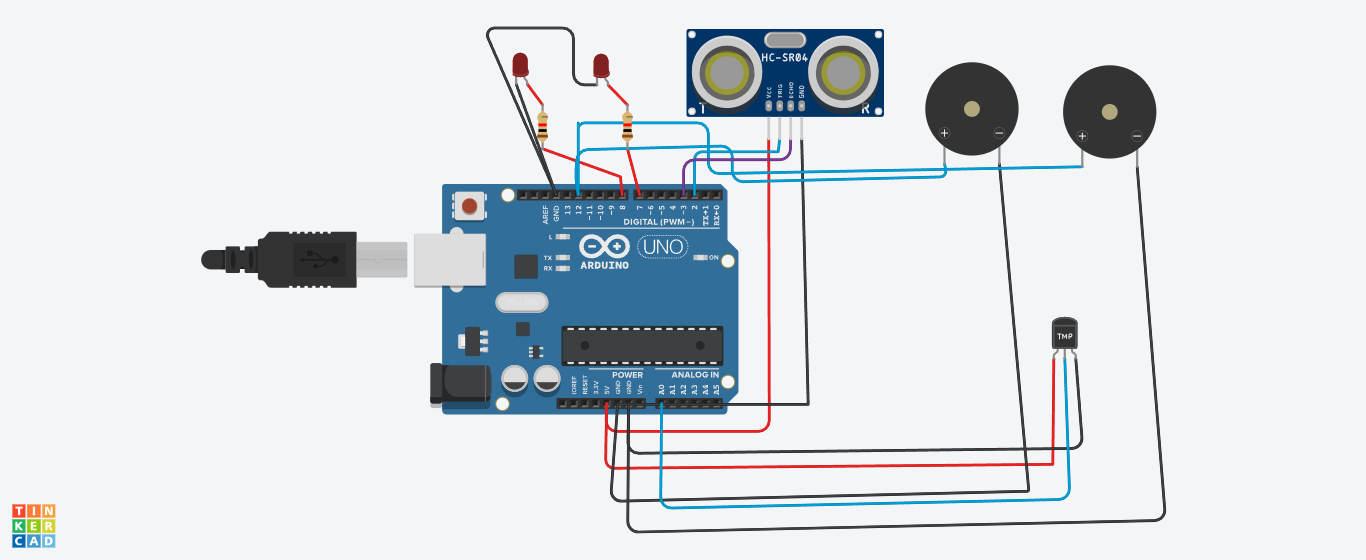 HC-SR04
VCC
TRIG
ECHO
GND
T
R
+
−
+
−
AREF
GND
13
12
~11
~10
~9
8
7
~6
~5
4
~3
2
TX→1
RX←0
DIGITAL (PWM~)
L
TX
RX
ARDUINO
UNO
ON
TMP
POWER
ANALOG IN
IOREF
RESET
3.3V
5V
GND
GND
Vin
A0
A1
A2
A3
A4
A5
TIN
KER
CAD